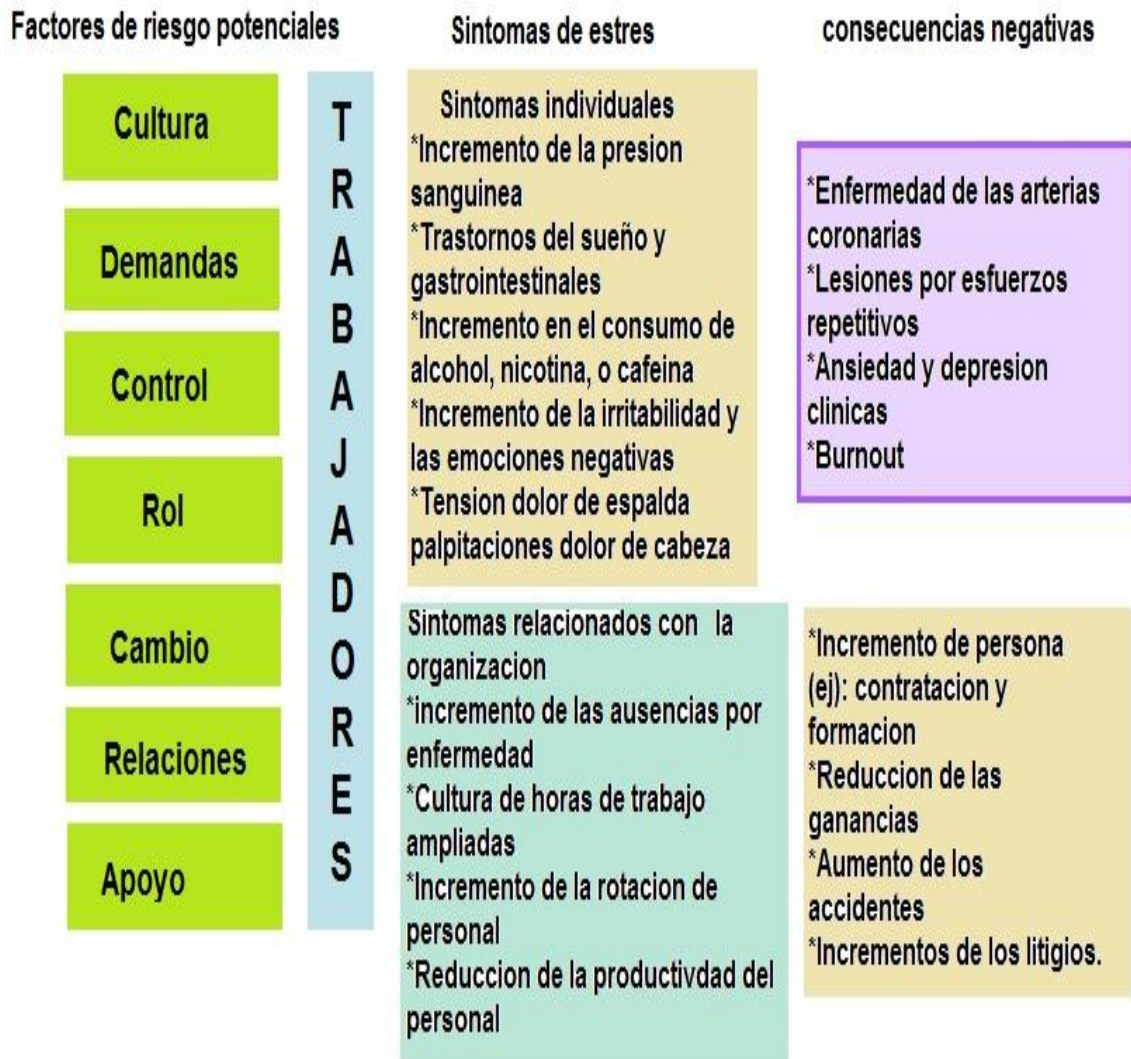 Factores de riesgo potenciales
Cultura
Demandas
Control
Rol
Cambio
Relaciones
Apoyo
TRABAJADORES
Sintomas de estres
Sintomas individuales
*Incremento de la presion
sanguinea
*Trastornos del sueño y
gastrointestinales
*Incremento en el consumo de
alcohol, nicotina, o cafeina
*Incremento de la irritabilidad y
las emociones negativas
*Tension dolor de espalda
palpitaciones dolor de cabeza
Sintomas relacionados con la
organizacion
*incremento de las ausencias por
enfermedad
*Cultura de horas de trabajo
ampliadas
*Incremento de la rotacion de
personal
*Reduccion de la productivdad del
personal
consecuencias negativas
*Enfermedad de las arterias
coronarias
*Lesiones por esfuerzos
repetitivos
*Ansiedad y depresion
clinicas
*Burnout
*Incremento de persona
(ej): contratacion y
formacion
*Reduccion de las
ganancias
*Aumento de los
accidentes
*Incrementos de los litigios.